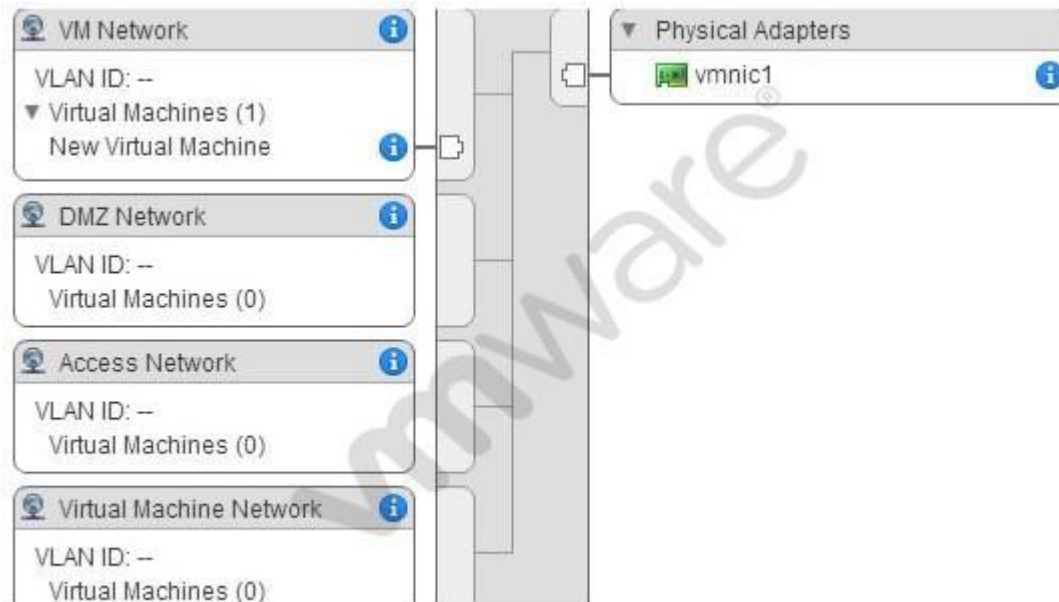 VM Network
VLAN ID: --
Virtual Machines (1)
New Virtual Machine
DMZ Network
VLAN ID: --
Virtual Machines (0)
Access Network
VLAN ID: --
Virtual Machines (0)
Virtual Machine Network
VLAN ID: --
Virtual Machines (0)
Physical Adapters
vmnic1
vmware®